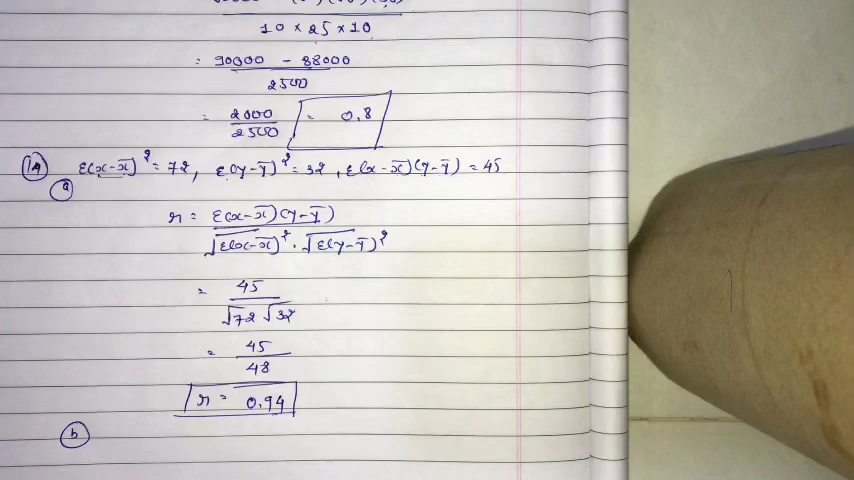 10 × 25 × 10
= 90000 - 88000
2500
= 2000 / 2500 = 0.8
14 Ɛ(x-x̄)² = 72, Ɛ(y-ȳ)² = 32, Ɛ(x-x̄)(y-ȳ) = 45
a
r = Ɛ(x-x̄)(y-ȳ)
√Ɛ(x-x̄)² . √Ɛ(y-ȳ)²
= 45
√72 √32
= 45
48
r = 0.94
b